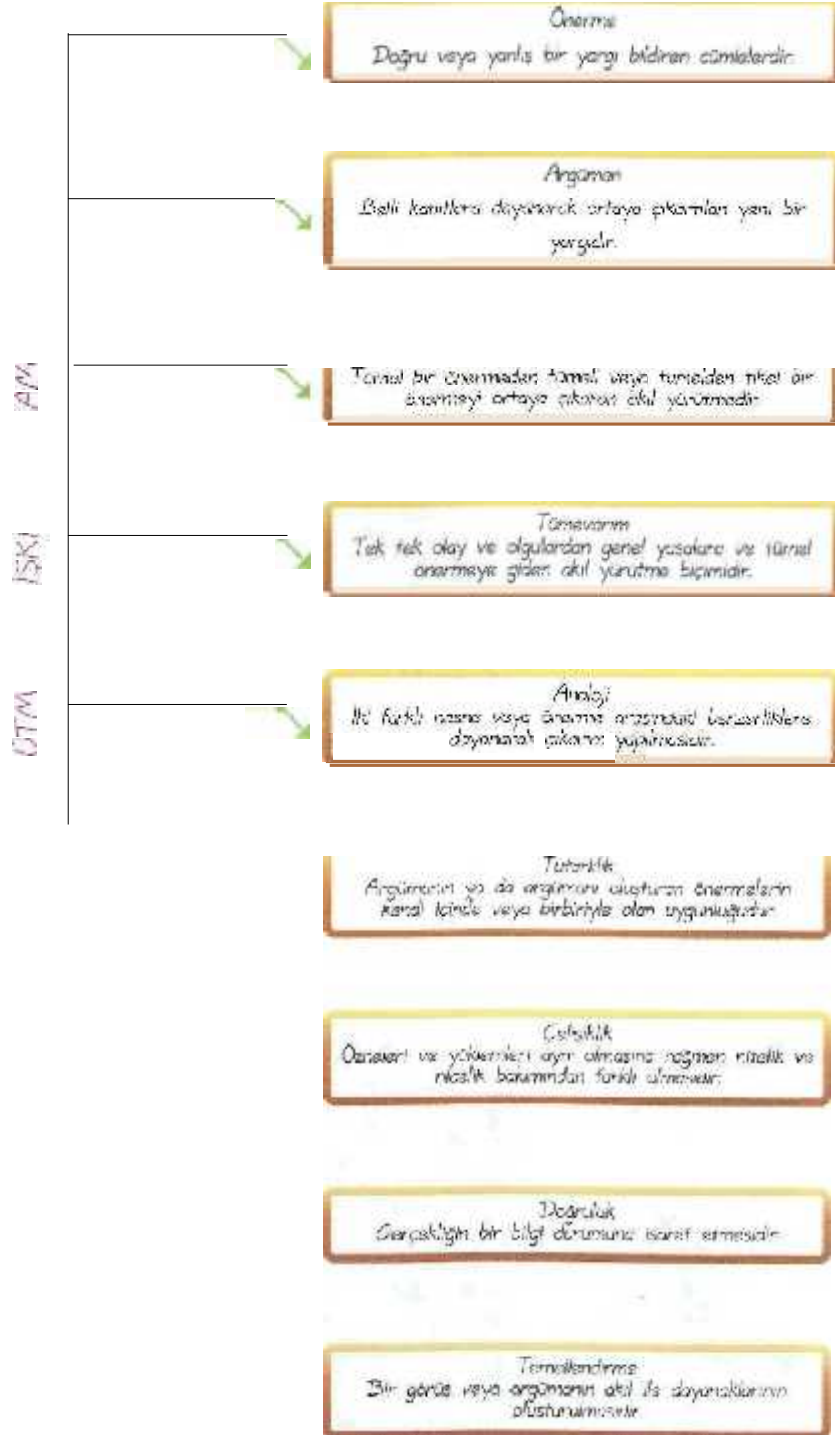 Önerme
Doğru veya yanlış bir yargı bildiren cümlelerdir.
Argüman
Belli kanıtlara dayanarak ortaya çıkarılan yeni bir
yargıdır.
Tümel bir önermeden tümeli veya tümelden tikel bir
önermeyi ortaya çıkaran akıl yürütmedir.
Tümevarım
Tek tek olay ve olgulardan genel yasalara ve tümel
önermeye giden akıl yürütme biçimidir.
Analoji
İki farklı nesne veya önerme arasındaki benzerliklere
dayanarak çıkarım yapılmasıdır.
Tutarlılık
Argümanın ya da argümanı oluşturan önermelerin
kendi içinde veya birbiriyle olan uygunluğudur.
Çelişiklik
Özneleri ve yüklemleri aynı olmasına rağmen nitelik ve
nicelik bakımından farklı olmasıdır.
Doğruluk
Gerçekliğin bir bilgi durumuna işaret etmesidir.
Temellendirme
Bir görüş veya argümanın akıl ile dayanaklarının
oluşturulmasıdır.
AM
İŞKİ
ÜTM